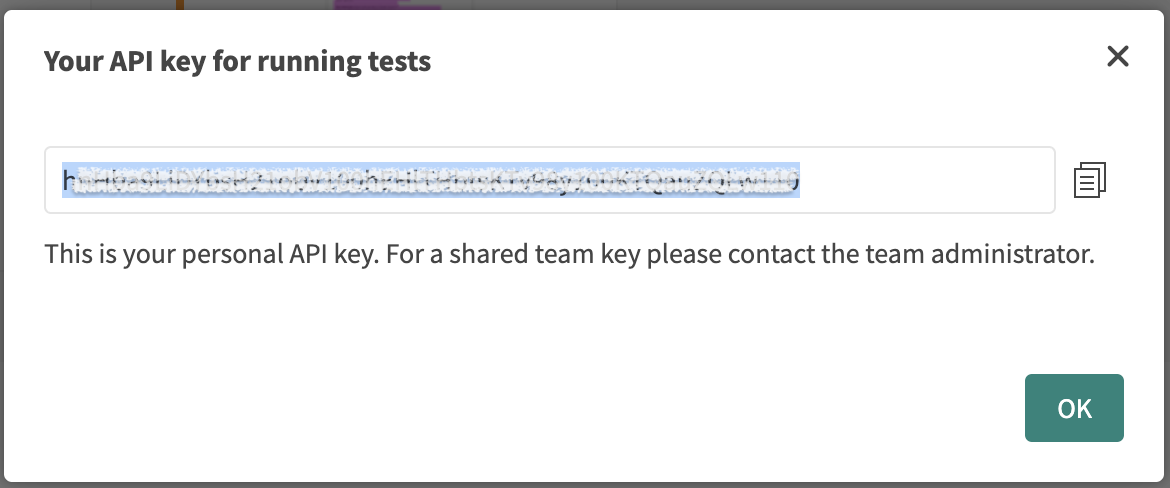 Your API key for running tests
This is your personal API key. For a shared team key please contact the team administrator.
OK